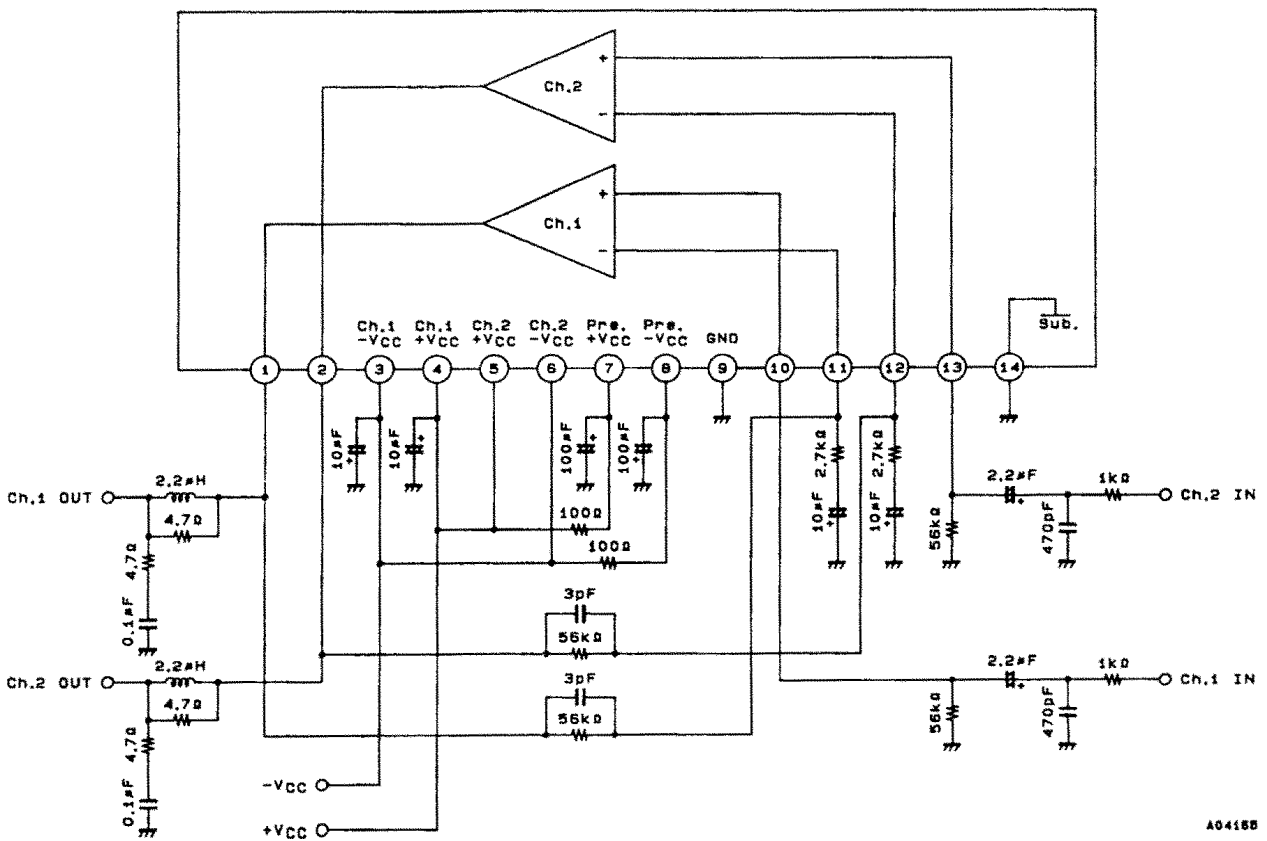 Ch.2
+
−
Ch.1
+
−
Sub.
Ch.1 -VCC
Ch.1 +VCC
Ch.2 +VCC
Ch.2 -VCC
Pre. +VCC
Pre. -VCC
GND
1 2 3 4 5 6 7 8 9 10 11 12 13 14
10µF
+
10µF
+
100µF
+
100µF
+
2.7kΩ
2.7kΩ
10µF
+
10µF
+
Ch.1 OUT
2.2µH
4.7Ω
4.7Ω
0.1µF
100Ω
100Ω
56kΩ
2.2µF
+
470pF
1kΩ
Ch.2 IN
3pF
56kΩ
Ch.2 OUT
2.2µH
4.7Ω
4.7Ω
0.1µF
3pF
56kΩ
56kΩ
2.2µF
+
470pF
1kΩ
Ch.1 IN
-VCC
+VCC